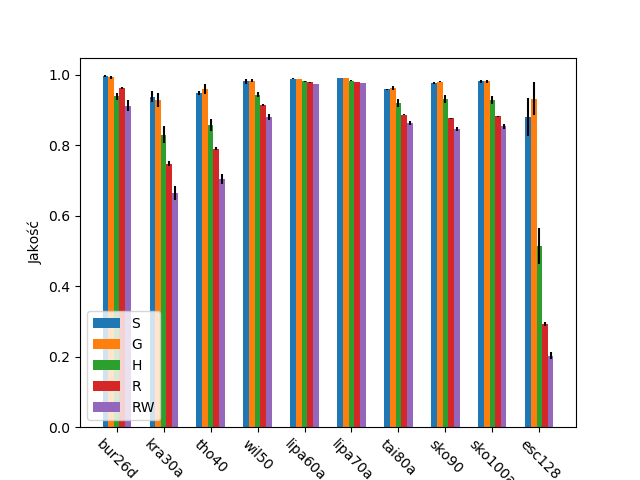 1.0
0.8
0.6
0.4
0.2
0.0
Jakość
S
G
H
R
RW
bur26d
kra30a
tho40
wil50
lipa60a
lipa70a
tai80a
sko90
sko100a
esc128